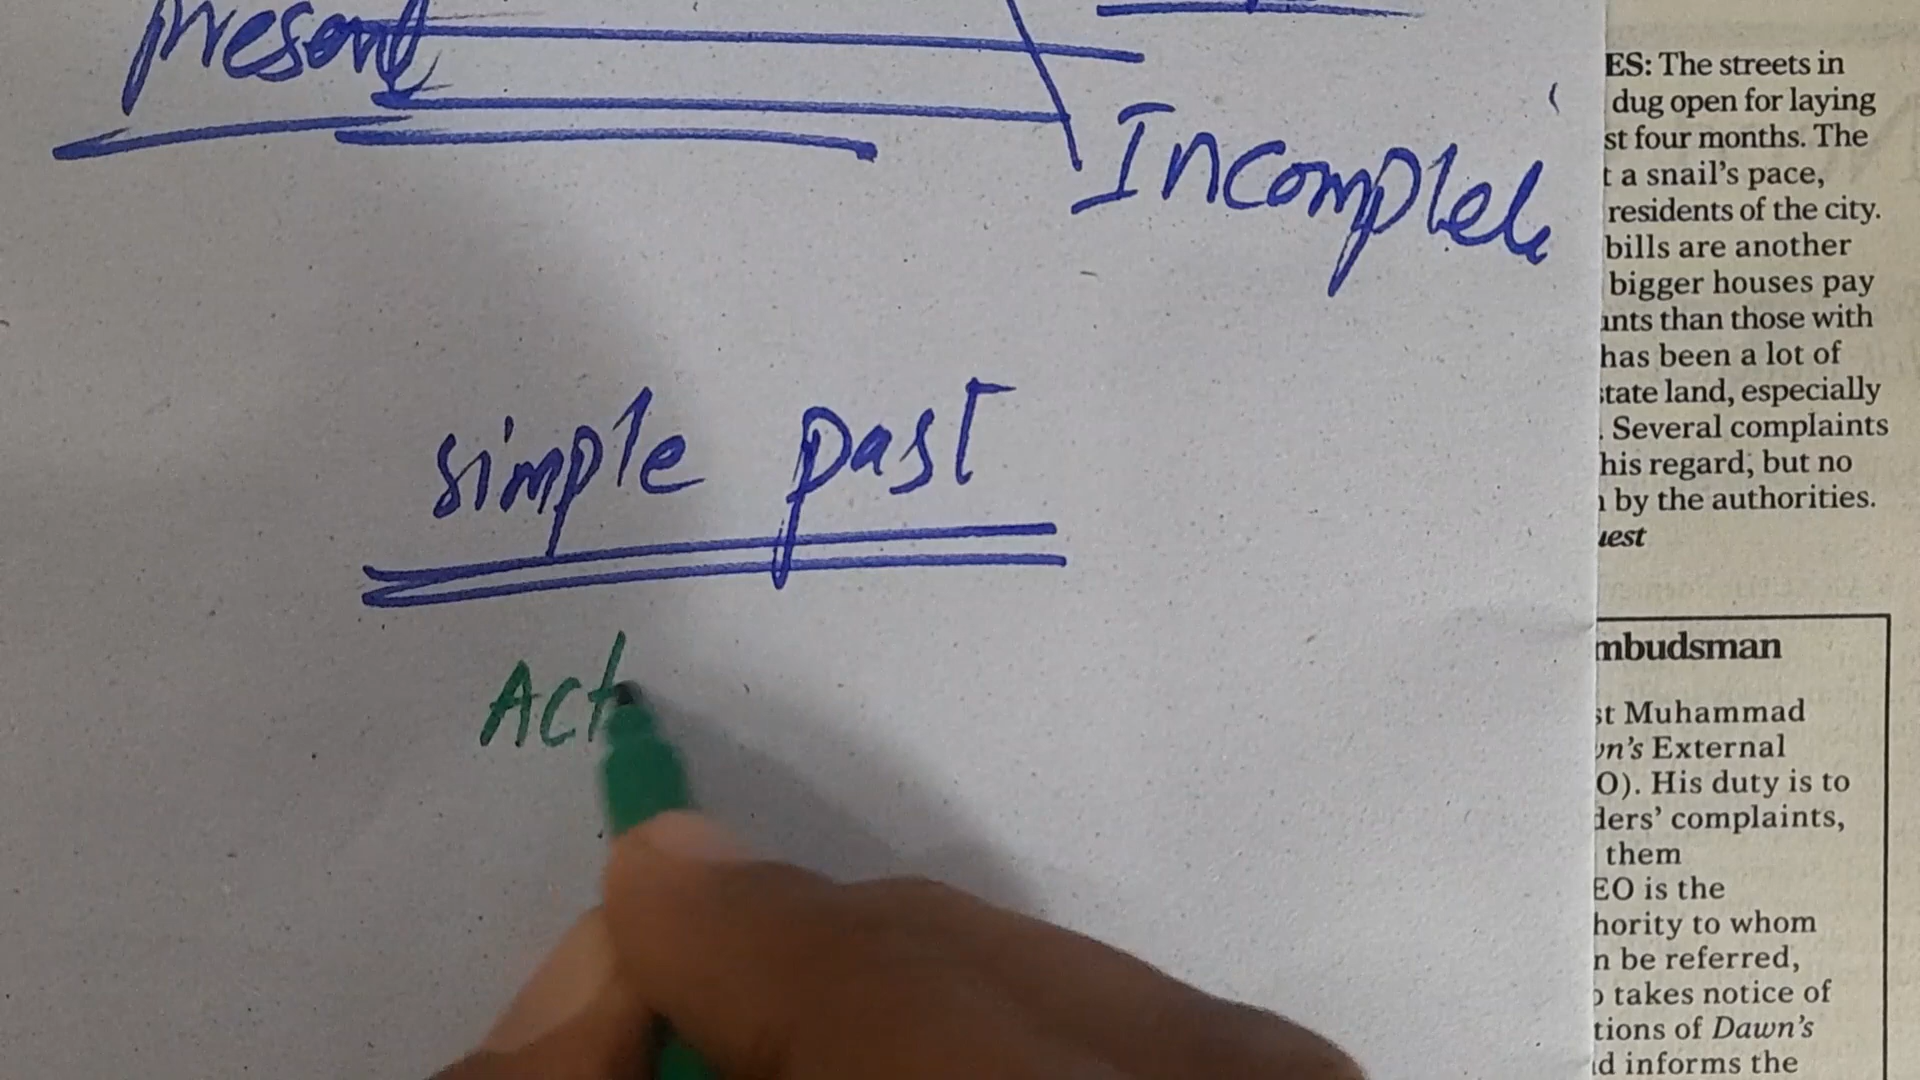 present
Incomplete
simple past
Act
ES: The streets in
dug open for laying
st four months. The
t a snail's pace,
residents of the city.
bills are another
bigger houses pay
ints than those with
has been a lot of
state land, especially
. Several complaints
his regard, but no
by the authorities.
uest
mbudsman
st Muhammad
wn's External
O). His duty is to
ders' complaints,
them
EO is the
hority to whom
n be referred,
o takes notice of
tions of Dawn's
d informs the